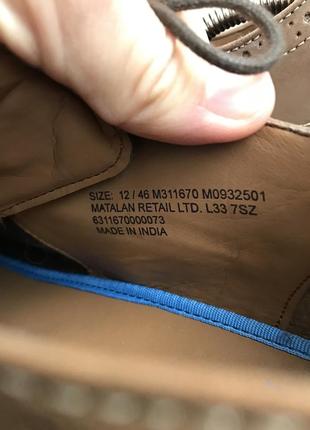 SIZE: 12 / 46 M311670 M0932501
MATALAN RETAIL LTD. L33 7SZ
6311670000073
MADE IN INDIA